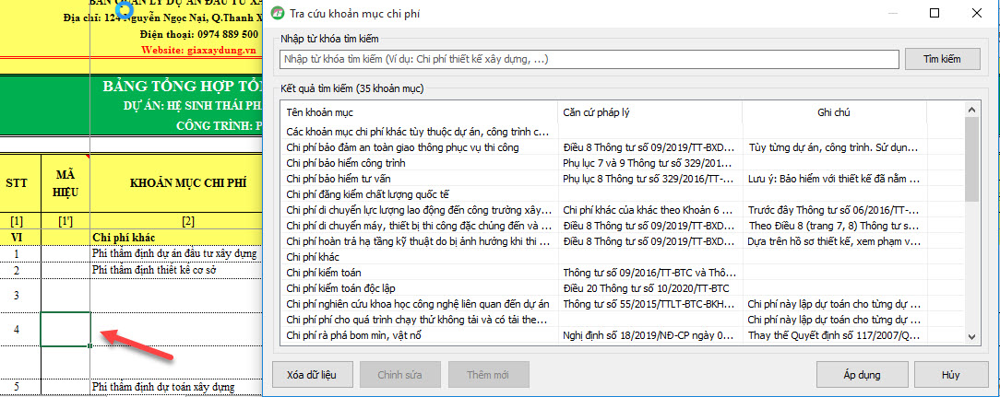 BAN QUẢN LÝ DỰ ÁN ĐẦU TƯ XÂ
Địa chỉ: 124 Nguyễn Ngọc Nại, Q.Thanh X
Điện thoại: 0974 889 500
Website: giaxaydung.vn
BẢNG TỔNG HỢP TỔ
DỰ ÁN: HỆ SINH THÁI PH
CÔNG TRÌNH: P
STT MÃ HIỆU KHOẢN MỤC CHI PHÍ
[1] [1'] [2]
VI Chi phí khác
1 Phí thẩm định dự án đầu tư xây dựng
2 Phí thẩm định thiết kế cơ sở
3
4
5 Phí thẩm định dự toán xây dựng
Tra cứu khoản mục chi phí
Nhập từ khóa tìm kiếm
Nhập từ khóa tìm kiếm (Ví dụ: Chi phí thiết kế xây dựng, ...) Tìm kiếm
Kết quả tìm kiếm (35 khoản mục)
Tên khoản mục Căn cứ pháp lý Ghi chú
Các khoản mục chi phí khác tùy thuộc dự án, công trình c...
Chi phí bảo đảm an toàn giao thông phục vụ thi công Điều 8 Thông tư số 09/2019/TT-BXD... Tùy từng dự án, công trình. Sử dụn...
Chi phí bảo hiểm công trình Phụ lục 7 và 9 Thông tư số 329/201...
Chi phí bảo hiểm tư vấn Phụ lục 8 Thông tư số 329/2016/TT-... Lưu ý: Bảo hiểm với thiết kế đã nằm ...
Chi phí đăng kiểm chất lượng quốc tế
Chi phí di chuyển lực lượng lao động đến công trường xây... Chi phí khác của khác theo Khoản 6 ... Trước đây Thông tư số 06/2016/TT-...
Chi phí di chuyển máy, thiết bị thi công đặc chủng đến và ... Điều 8 Thông tư số 09/2019/TT-BXD... Theo Điều 8 (trang 7, 8) Thông tư s...
Chi phí hoàn trả hạ tầng kỹ thuật do bị ảnh hưởng khi thi ... Điều 8 Thông tư số 09/2019/TT-BXD... Dựa trên hồ sơ thiết kế, xem phạm v...
Chi phí khác
Chi phí kiểm toán Thông tư số 09/2016/TT-BTC và Thô...
Chi phí kiểm toán độc lập Điều 20 Thông tư số 10/2020/TT-BTC
Chi phí nghiên cứu khoa học công nghệ liên quan đến dự án Thông tư số 55/2015/TTLT-BTC-BKH... Chi phí này lập dự toán cho từng dự ...
Chi phí phí cho quá trình chạy thử không tải và có tải the... Chi phí này lập dự toán cho từng dự ...
Chi phí rà phá bom mìn, vật nổ Nghị định số 18/2019/NĐ-CP ngày 0... Thay thế Quyết định số 117/2007/Q...
Xóa dữ liệu Chỉnh sửa Thêm mới Áp dụng Hủy